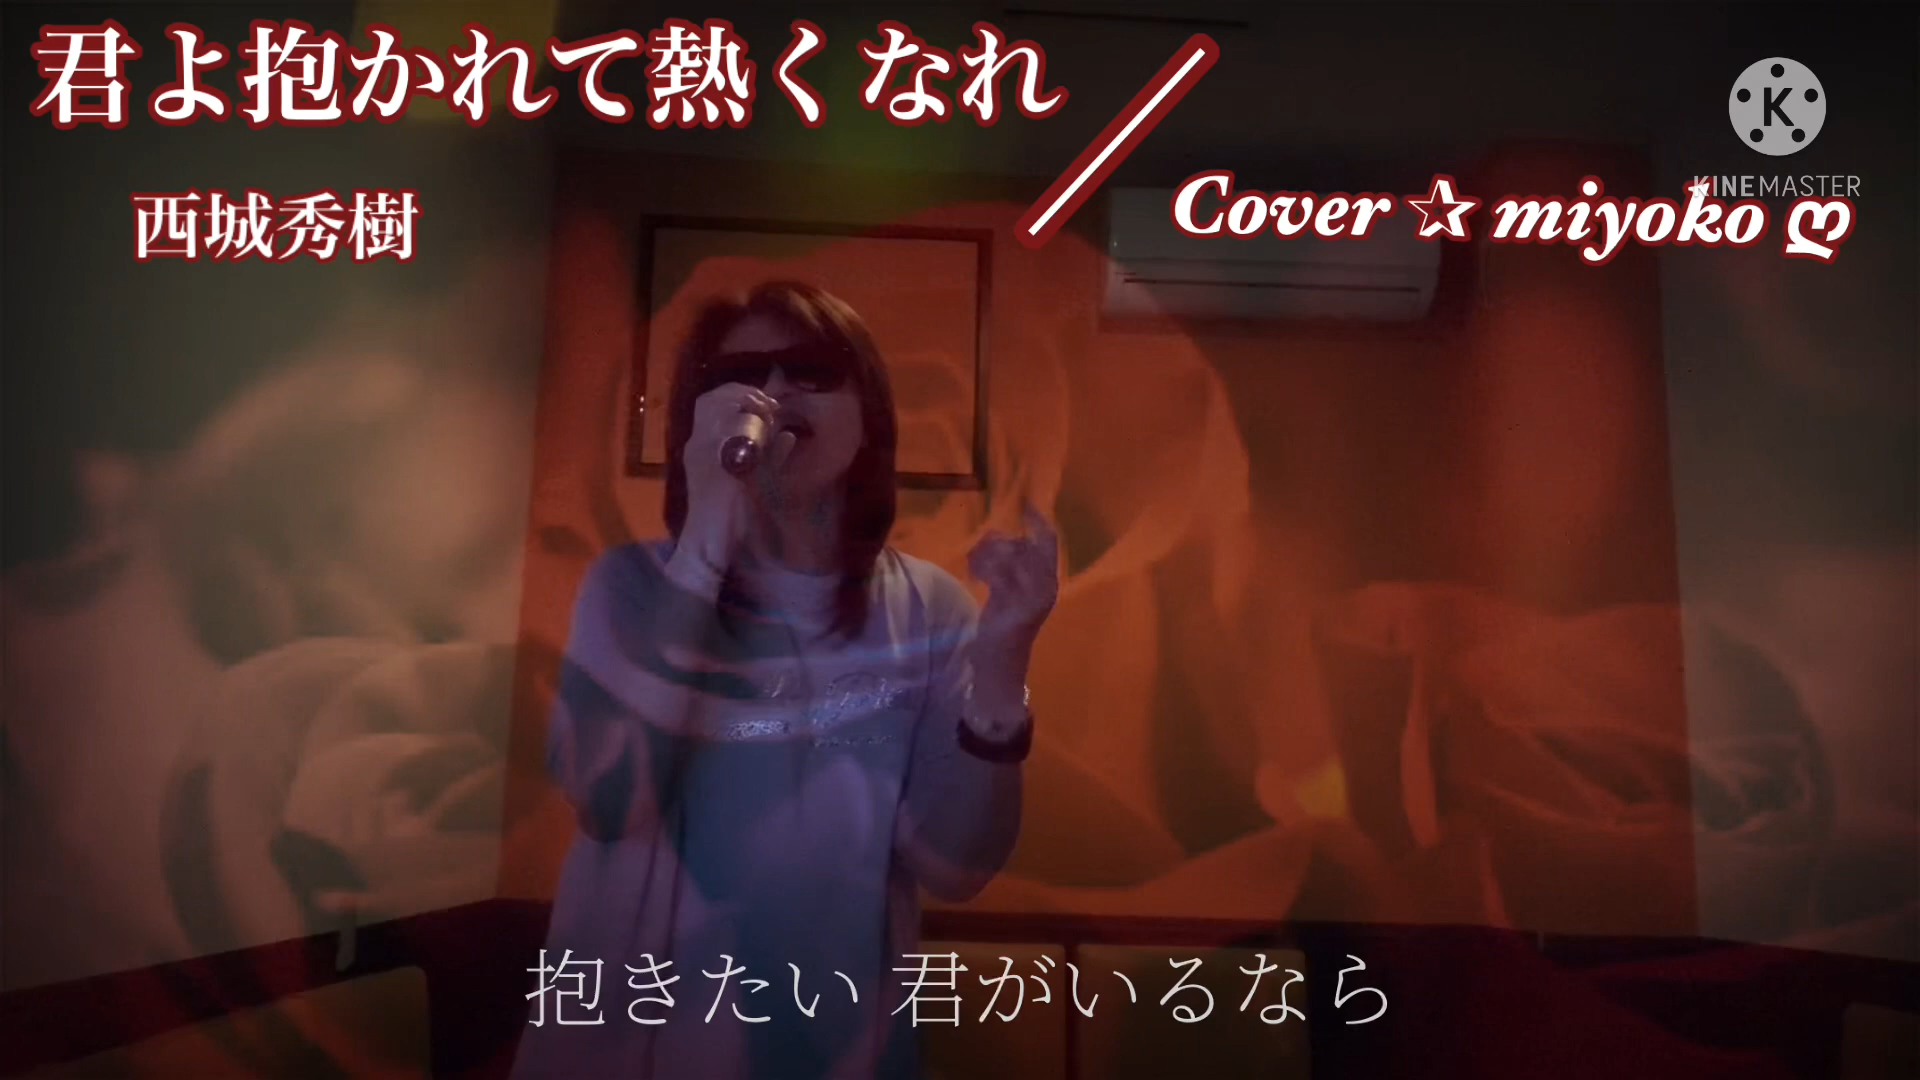 君よ抱かれて熱くなれ／
西城秀樹
Cover ☆ miyoko ღ
K
KINEMASTER
抱きたい 君がいるなら